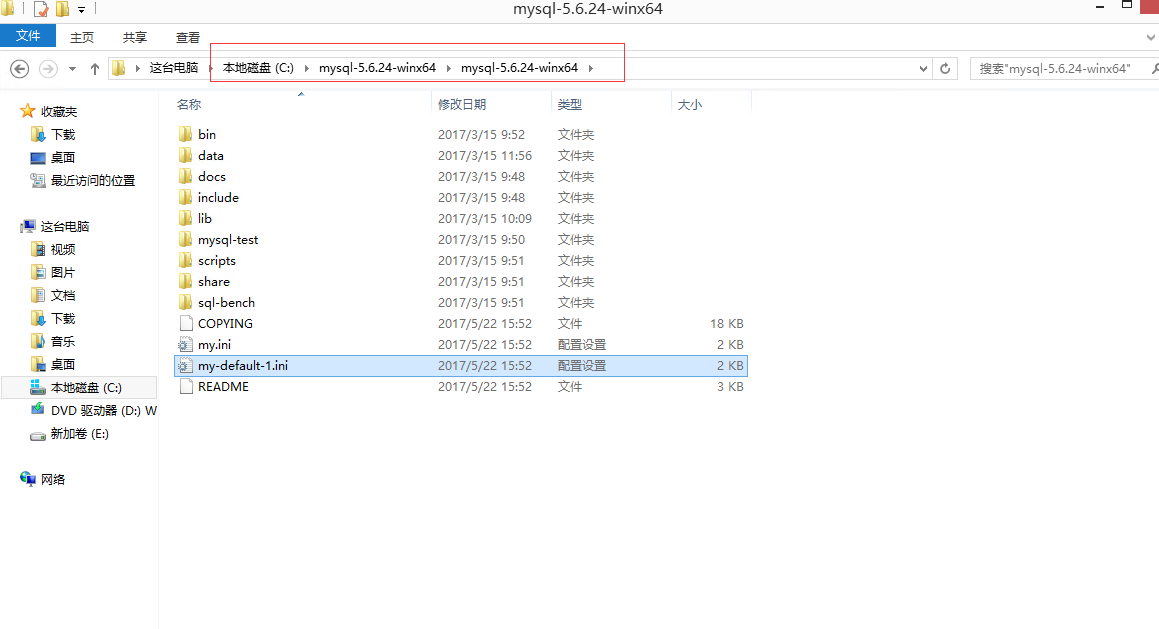 mysql-5.6.24-winx64
文件 主页 共享 查看
这台电脑 本地磁盘 (C:) mysql-5.6.24-winx64 mysql-5.6.24-winx64 搜索"mysql-5.6.24-winx64"
收藏夹
下载
桌面
最近访问的位置
这台电脑
视频
图片
文档
下载
音乐
桌面
本地磁盘 (C:)
DVD 驱动器 (D:) W
新加卷 (E:)
网络
名称 修改日期 类型 大小
bin 2017/3/15 9:52 文件夹
data 2017/3/15 11:56 文件夹
docs 2017/3/15 9:48 文件夹
include 2017/3/15 9:48 文件夹
lib 2017/3/15 10:09 文件夹
mysql-test 2017/3/15 9:50 文件夹
scripts 2017/3/15 9:51 文件夹
share 2017/3/15 9:51 文件夹
sql-bench 2017/3/15 9:51 文件夹
COPYING 2017/5/22 15:52 文件 18 KB
my.ini 2017/5/22 15:52 配置设置 2 KB
my-default-1.ini 2017/5/22 15:52 配置设置 2 KB
README 2017/5/22 15:52 文件 3 KB